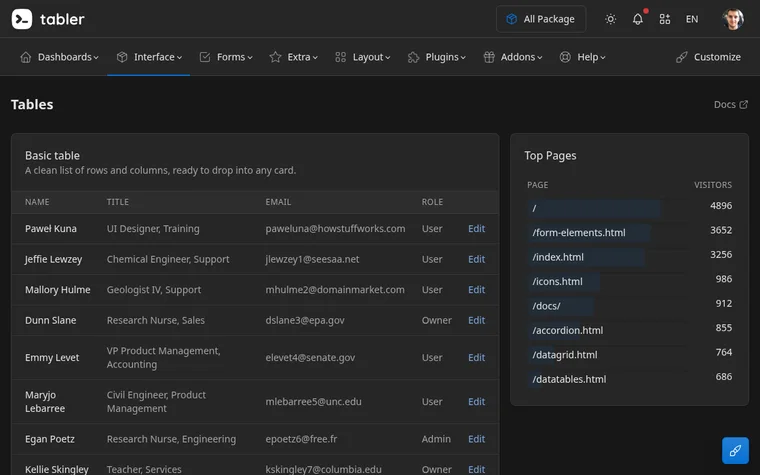 tabler
All Package
EN
Dashboards
Interface
Forms
Extra
Layout
Plugins
Addons
Help
Customize
Tables
Docs
Basic table
A clean list of rows and columns, ready to drop into any card.
NAME TITLE EMAIL ROLE
Paweł Kuna UI Designer, Training paweluna@howstuffworks.com User Edit
Jeffie Lewzey Chemical Engineer, Support jlewzey1@seesaa.net User Edit
Mallory Hulme Geologist IV, Support mhulme2@domainmarket.com User Edit
Dunn Slane Research Nurse, Sales dslane3@epa.gov Owner Edit
Emmy Levet VP Product Management,
Accounting elevet4@senate.gov User Edit
Maryjo
Lebarree Civil Engineer, Product
Management mlebarree5@unc.edu User Edit
Egan Poetz Research Nurse, Engineering epoetz6@free.fr Admin Edit
Kellie Skingley Teacher, Services kskingley7@columbia.edu Owner Edit
Top Pages
PAGE VISITORS
/ 4896
/form-elements.html 3652
/index.html 3256
/icons.html 986
/docs/ 912
/accordion.html 855
/datagrid.html 764
/datatables.html 686